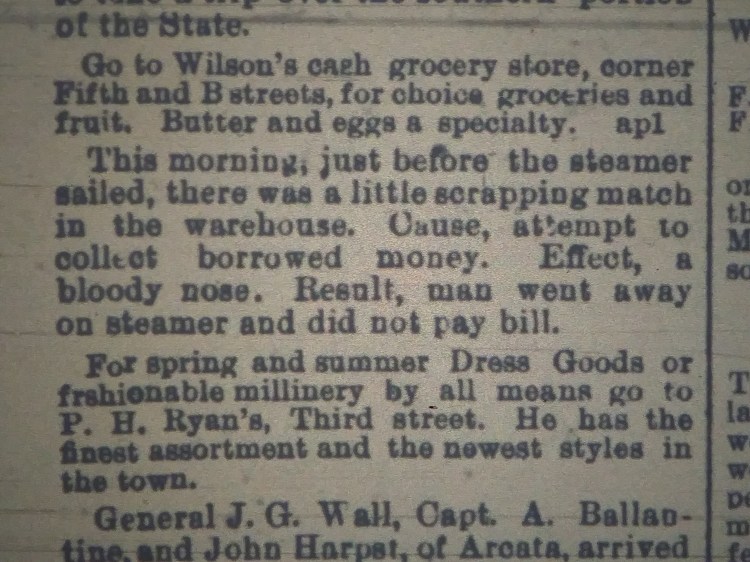 of the State.
Go to Wilson's cash grocery store, corner
Fifth and B streets, for choice groceries and
fruit. Butter and eggs a specialty. ap1
This morning, just before the steamer
sailed, there was a little scrapping match
in the warehouse. Cause, attempt to
collect borrowed money. Effect, a
bloody nose. Result, man went away
on steamer and did not pay bill.
For spring and summer Dress Goods or
frshionable millinery by all means go to
P. H. Ryan's, Third street. He has the
finest assortment and the newest styles in
the town.
General J. G. Wall, Capt. A. Ballan-
tine, and John Harpst, of Arcata, arrived